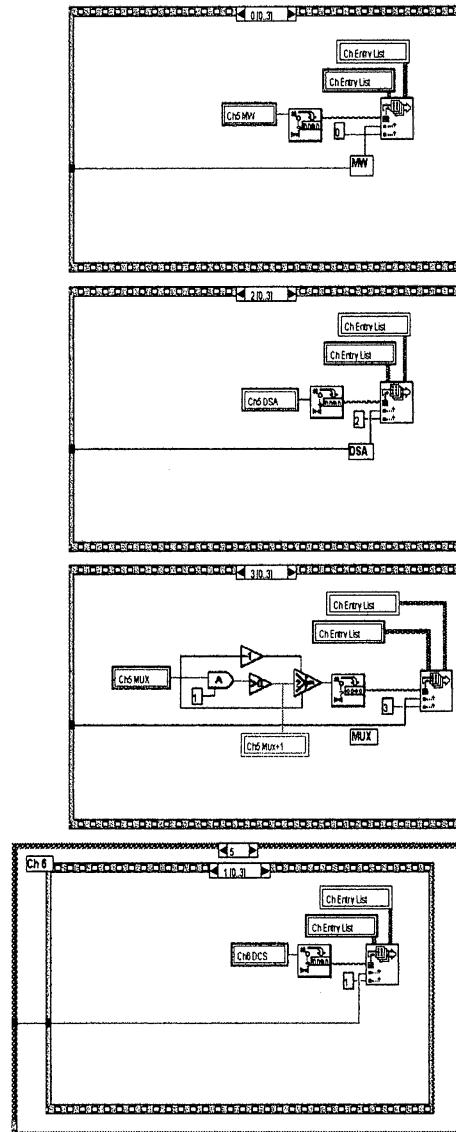 0 [0..3]
Ch Entry List
Ch Entry List
Ch5 MW
0
MW
2 [0..3]
Ch Entry List
Ch Entry List
Ch5 DSA
2
DSA
3 [0..3]
Ch Entry List
Ch Entry List
Ch5 MUX
1
A
-1
3
Ch5 Mux+1
MUX
5
Ch 6
1 [0..3]
Ch Entry List
Ch Entry List
Ch6 DCS
1